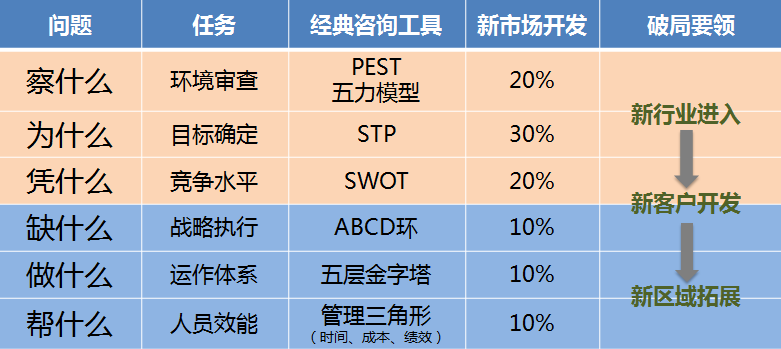 问题 任务 经典咨询工具 新市场开发 破局要领
察什么 环境审查 PEST 20%
五力模型
新行业进入
为什么 目标确定 STP 30%
凭什么 竞争水平 SWOT 20%
新客户开发
缺什么 战略执行 ABCD环 10%
做什么 运作体系 五层金字塔 10%
新区域拓展
帮什么 人员效能 管理三角形 10%
（时间、成本、绩效）